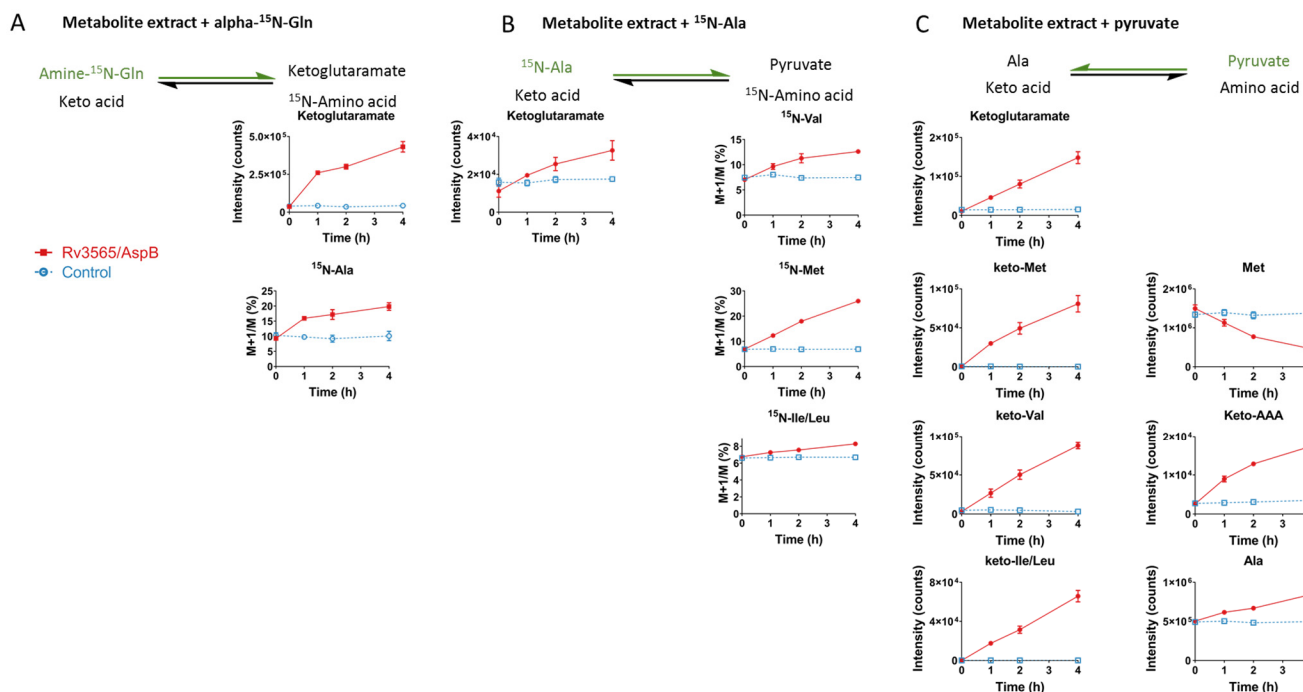 A Metabolite extract + alpha-¹⁵N-Gln
Amine-¹⁵N-Gln
Keto acid
Ketoglutaramate
¹⁵N-Amino acid
Ketoglutaramate
Intensity (counts)
5.0×10⁵
2.5×10⁵
0
0 1 2 3 4
Time (h)
Rv3565/AspB
Control
¹⁵N-Ala
M+1/M (%)
25
20
15
10
5
0
0 1 2 3 4
Time (h)
B Metabolite extract + ¹⁵N-Ala
¹⁵N-Ala
Keto acid
Pyruvate
¹⁵N-Amino acid
Ketoglutaramate
Intensity (counts)
4×10⁴
2×10⁴
0
0 1 2 3 4
Time (h)
¹⁵N-Val
M+1/M (%)
15
10
5
0
0 1 2 3 4
Time (h)
¹⁵N-Met
M+1/M (%)
30
20
10
0
0 1 2 3 4
Time (h)
¹⁵N-Ile/Leu
M+1/M (%)
8
6
4
2
0
0 1 2 3 4
Time (h)
C Metabolite extract + pyruvate
Ala
Keto acid
Pyruvate
Amino acid
Ketoglutaramate
Intensity (counts)
2×10⁵
1×10⁵
0
0 1 2 3 4
Time (h)
keto-Met
Intensity (counts)
1×10⁵
5×10⁴
0
0 1 2 3 4
Time (h)
Met
Intensity (counts)
2×10⁶
1×10⁶
0
0 1 2 3
Time (h)
keto-Val
Intensity (counts)
1×10⁵
5×10⁴
0
0 1 2 3 4
Time (h)
Keto-AAA
Intensity (counts)
2×10⁴
1×10⁴
0
0 1 2 3
Time (h)
keto-Ile/Leu
Intensity (counts)
8×10⁴
4×10⁴
0
0 1 2 3 4
Time (h)
Ala
Intensity (counts)
1×10⁶
5×10⁵
0
0 1 2 3
Time (h)